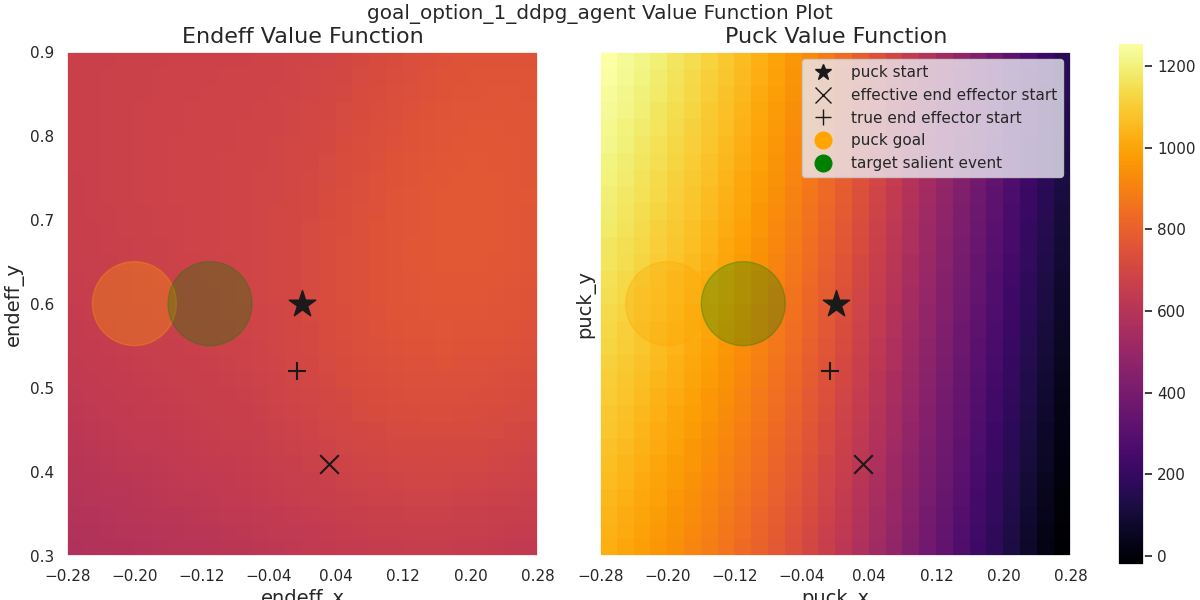 goal_option_1_ddpg_agent Value Function Plot
Endeff Value Function
Puck Value Function
0.9
0.8
0.7
0.6
0.5
0.4
0.3
endeff_y
−0.28 −0.20 −0.12 −0.04 0.04 0.12 0.20 0.28
endeff_x
puck start
effective end effector start
true end effector start
puck goal
target salient event
puck_y
−0.28 −0.20 −0.12 −0.04 0.04 0.12 0.20 0.28
puck_x
1200
1000
800
600
400
200
0